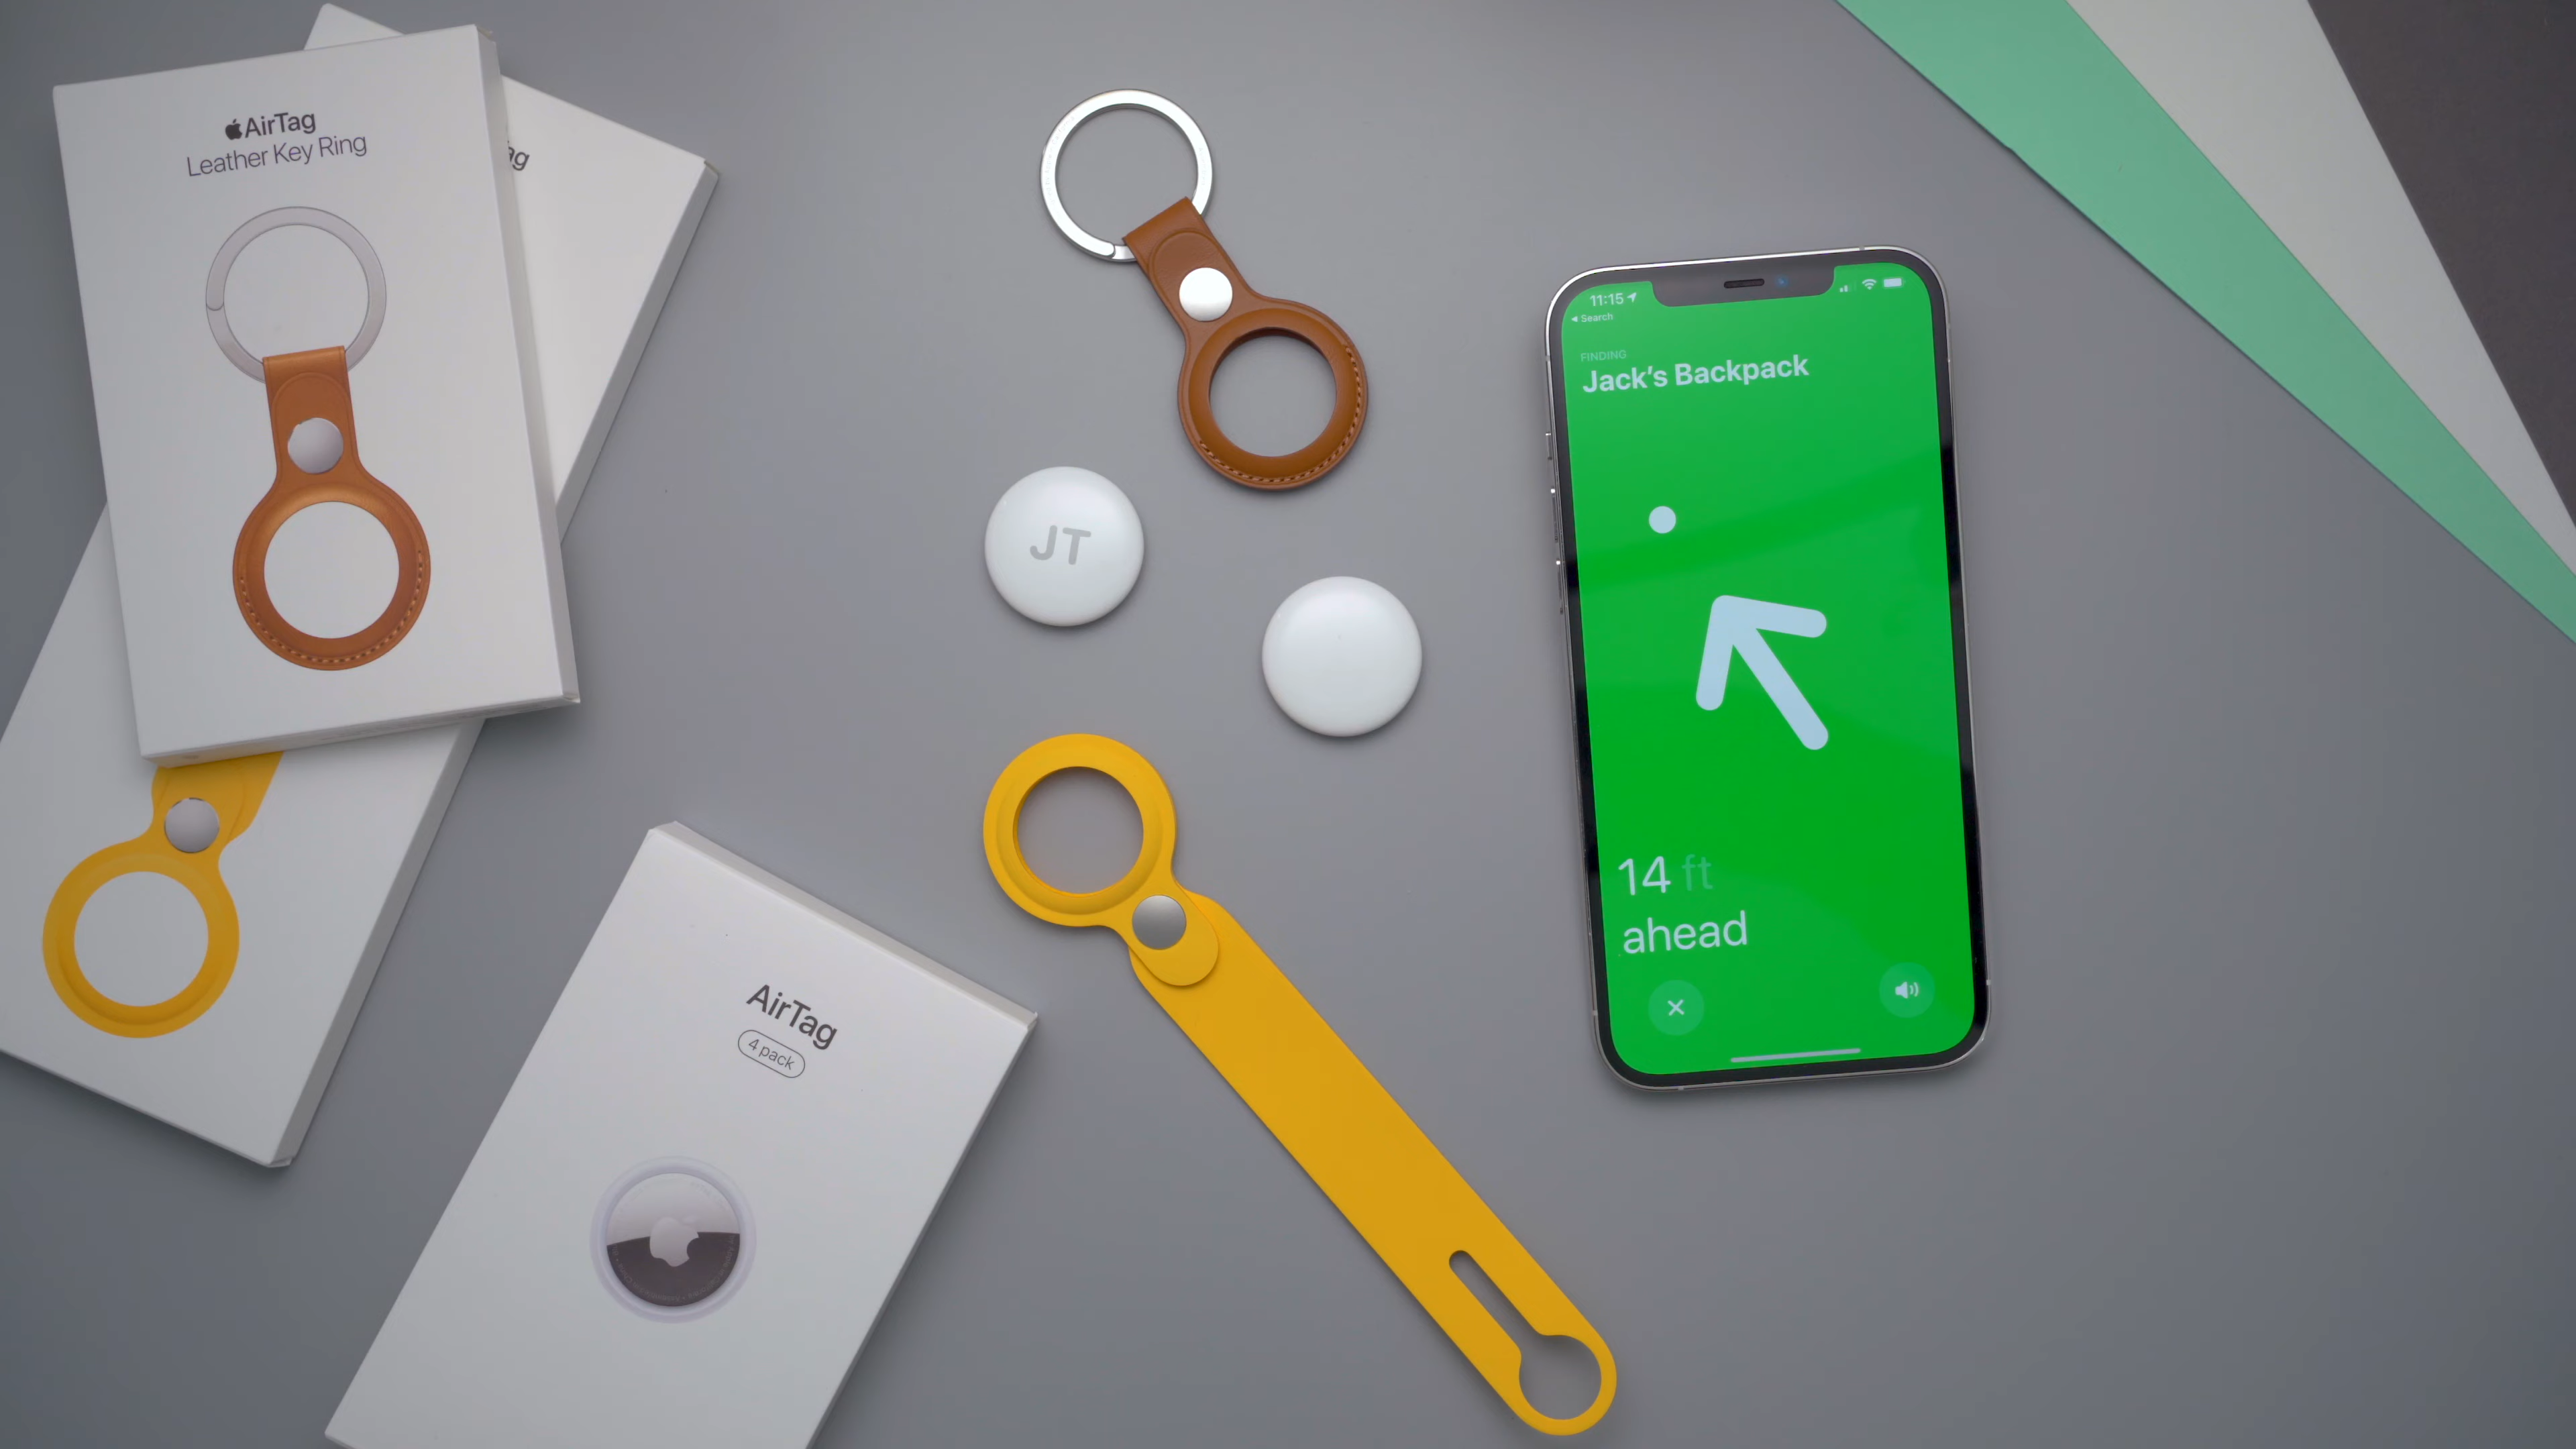 AirTag
Leather Key Ring
JT
11:15
Search
FINDING
Jack's Backpack
14 ft
ahead
AirTag
4 pack